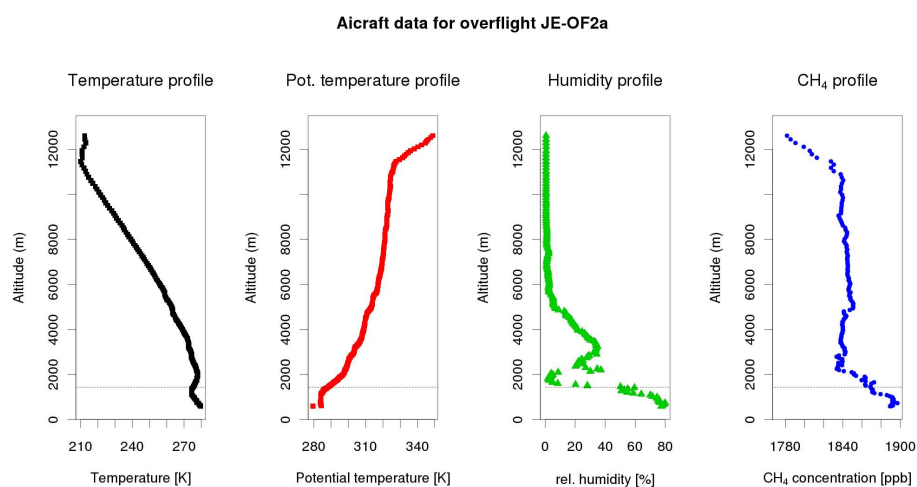 Aicraft data for overflight JE-OF2a
Temperature profile
Pot. temperature profile
Humidity profile
CH₄ profile
Altitude (m)
0 2000 4000 6000 8000 12000
210 230 250 270
Temperature [K]
Altitude (m)
0 2000 4000 6000 8000 12000
280 310 340
Potential temperature [K]
Altitude (m)
0 2000 4000 6000 8000 12000
0 20 40 60 80
rel. humidity [%]
Altitude (m)
0 2000 4000 6000 8000 12000
1780 1840 1900
CH₄ concentration [ppb]